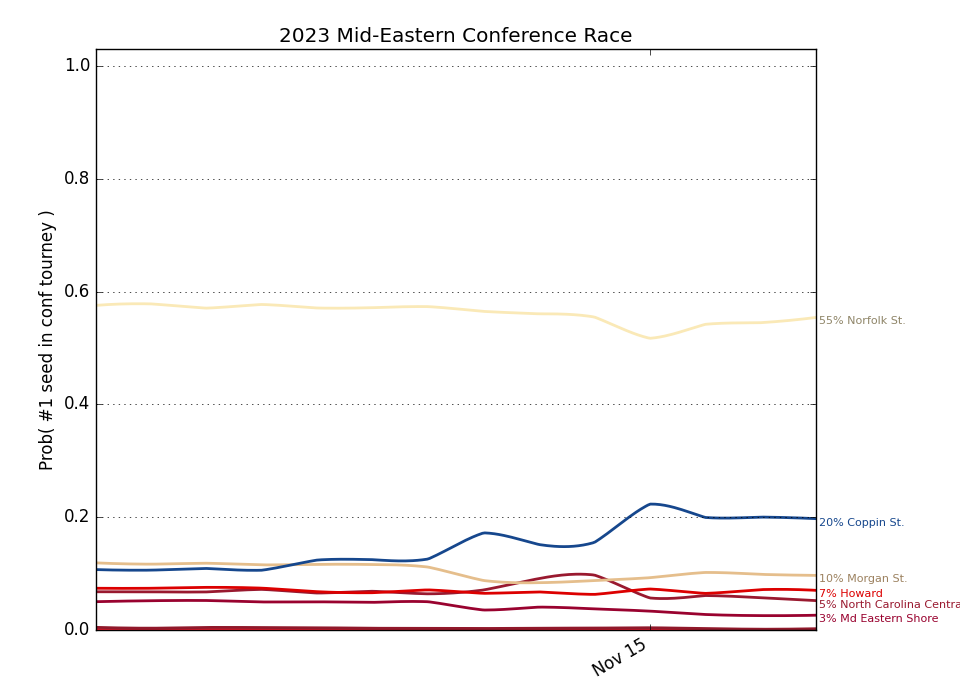 2023 Mid-Eastern Conference Race
Prob( #1 seed in conf tourney )
1.0
0.8
0.6
0.4
0.2
0.0
Nov 15
55% Norfolk St.
20% Coppin St.
10% Morgan St.
7% Howard
5% North Carolina Centra
3% Md Eastern Shore